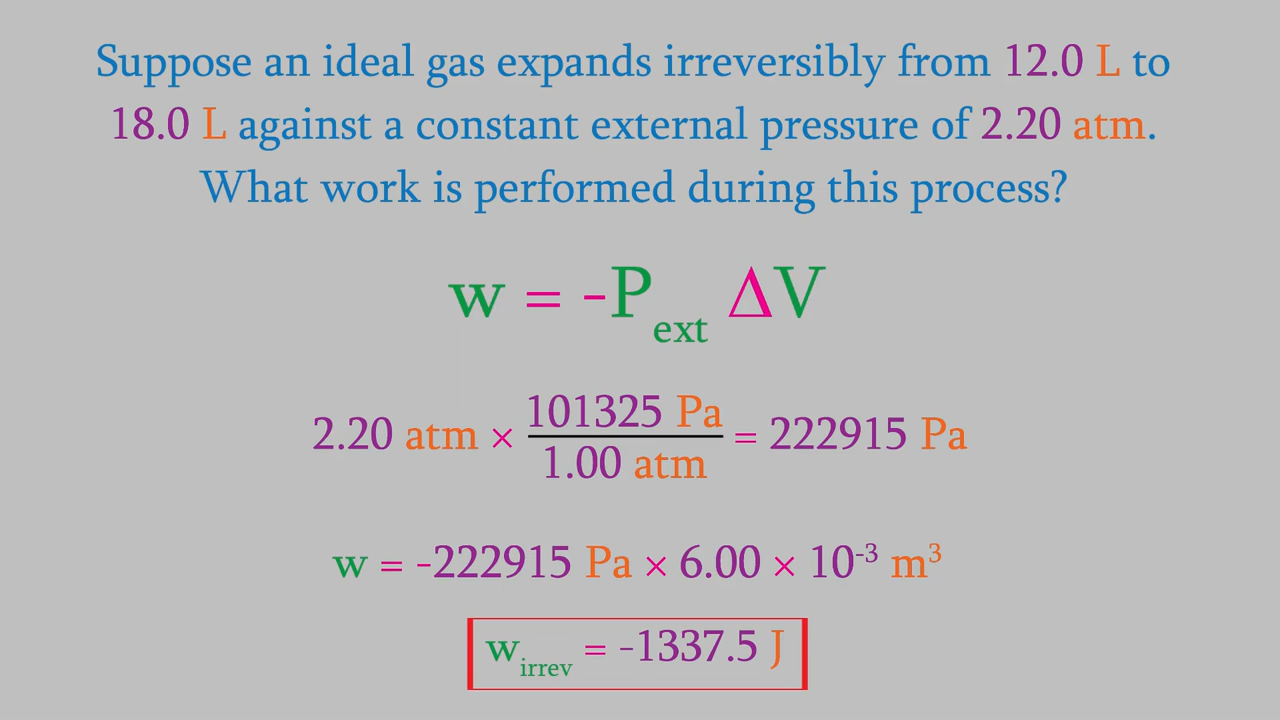 Suppose an ideal gas expands irreversibly from 12.0 L to
18.0 L against a constant external pressure of 2.20 atm.
What work is performed during this process?
w = -P_ext ΔV
2.20 atm × 101325 Pa / 1.00 atm = 222915 Pa
w = -222915 Pa × 6.00 × 10⁻³ m³
w_irrev = -1337.5 J